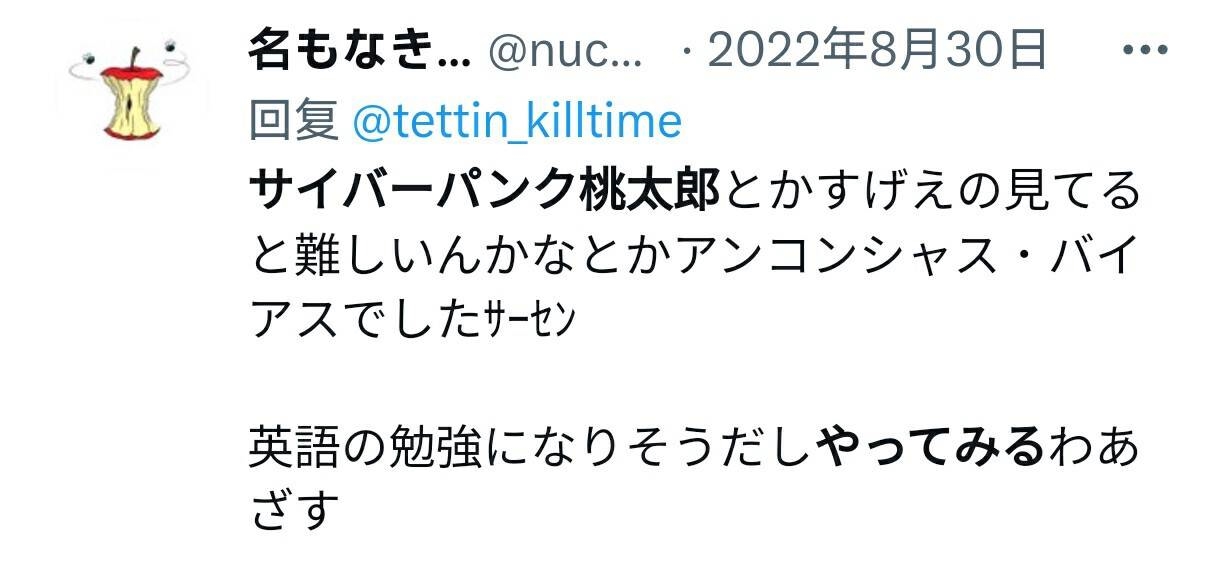 名もなき… @nuc… · 2022年8月30日 …
回复 @tettin_killtime
サイバーパンク桃太郎とかすげえの見てる
と難しいんかなとかアンコンシャス・バイ
アスでしたｻｰｾﾝ
英語の勉強になりそうだしやってみるわあ
ざす